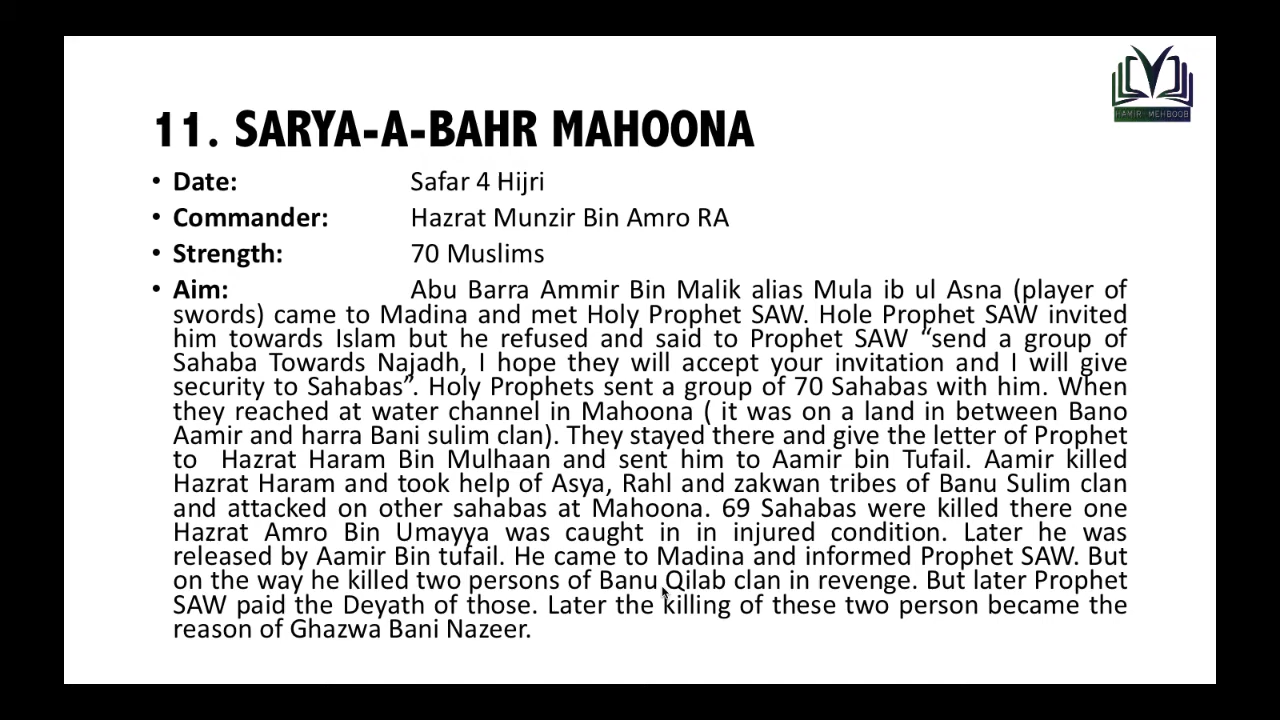 HAMIR MEHBOOB
11. SARYA-A-BAHR MAHOONA
• Date: Safar 4 Hijri
• Commander: Hazrat Munzir Bin Amro RA
• Strength: 70 Muslims
• Aim: Abu Barra Ammir Bin Malik alias Mula ib ul Asna (player of
swords) came to Madina and met Holy Prophet SAW. Hole Prophet SAW invited
him towards Islam but he refused and said to Prophet SAW “send a group of
Sahaba Towards Najadh, I hope they will accept your invitation and I will give
security to Sahabas”. Holy Prophets sent a group of 70 Sahabas with him. When
they reached at water channel in Mahoona ( it was on a land in between Bano
Aamir and harra Bani sulim clan). They stayed there and give the letter of Prophet
to  Hazrat Haram Bin Mulhaan and sent him to Aamir bin Tufail. Aamir killed
Hazrat Haram and took help of Asya, Rahl and zakwan tribes of Banu Sulim clan
and attacked on other sahabas at Mahoona. 69 Sahabas were killed there one
Hazrat Amro Bin Umayya was caught in in injured condition. Later he was
released by Aamir Bin tufail. He came to Madina and informed Prophet SAW. But
on the way he killed two persons of Banu Qilab clan in revenge. But later Prophet
SAW paid the Deyath of those. Later the killing of these two person became the
reason of Ghazwa Bani Nazeer.